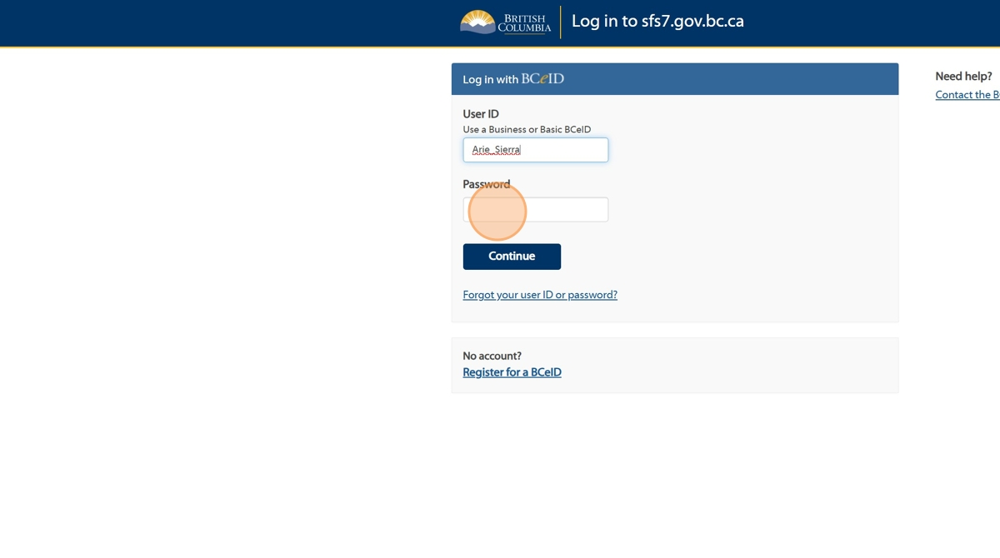 BRITISH
COLUMBIA
Log in to sfs7.gov.bc.ca
Log in with BCeID
Need help?
Contact the B
User ID
Use a Business or Basic BCeID
Arie_Sierra
Password
Continue
Forgot your user ID or password?
No account?
Register for a BCeID